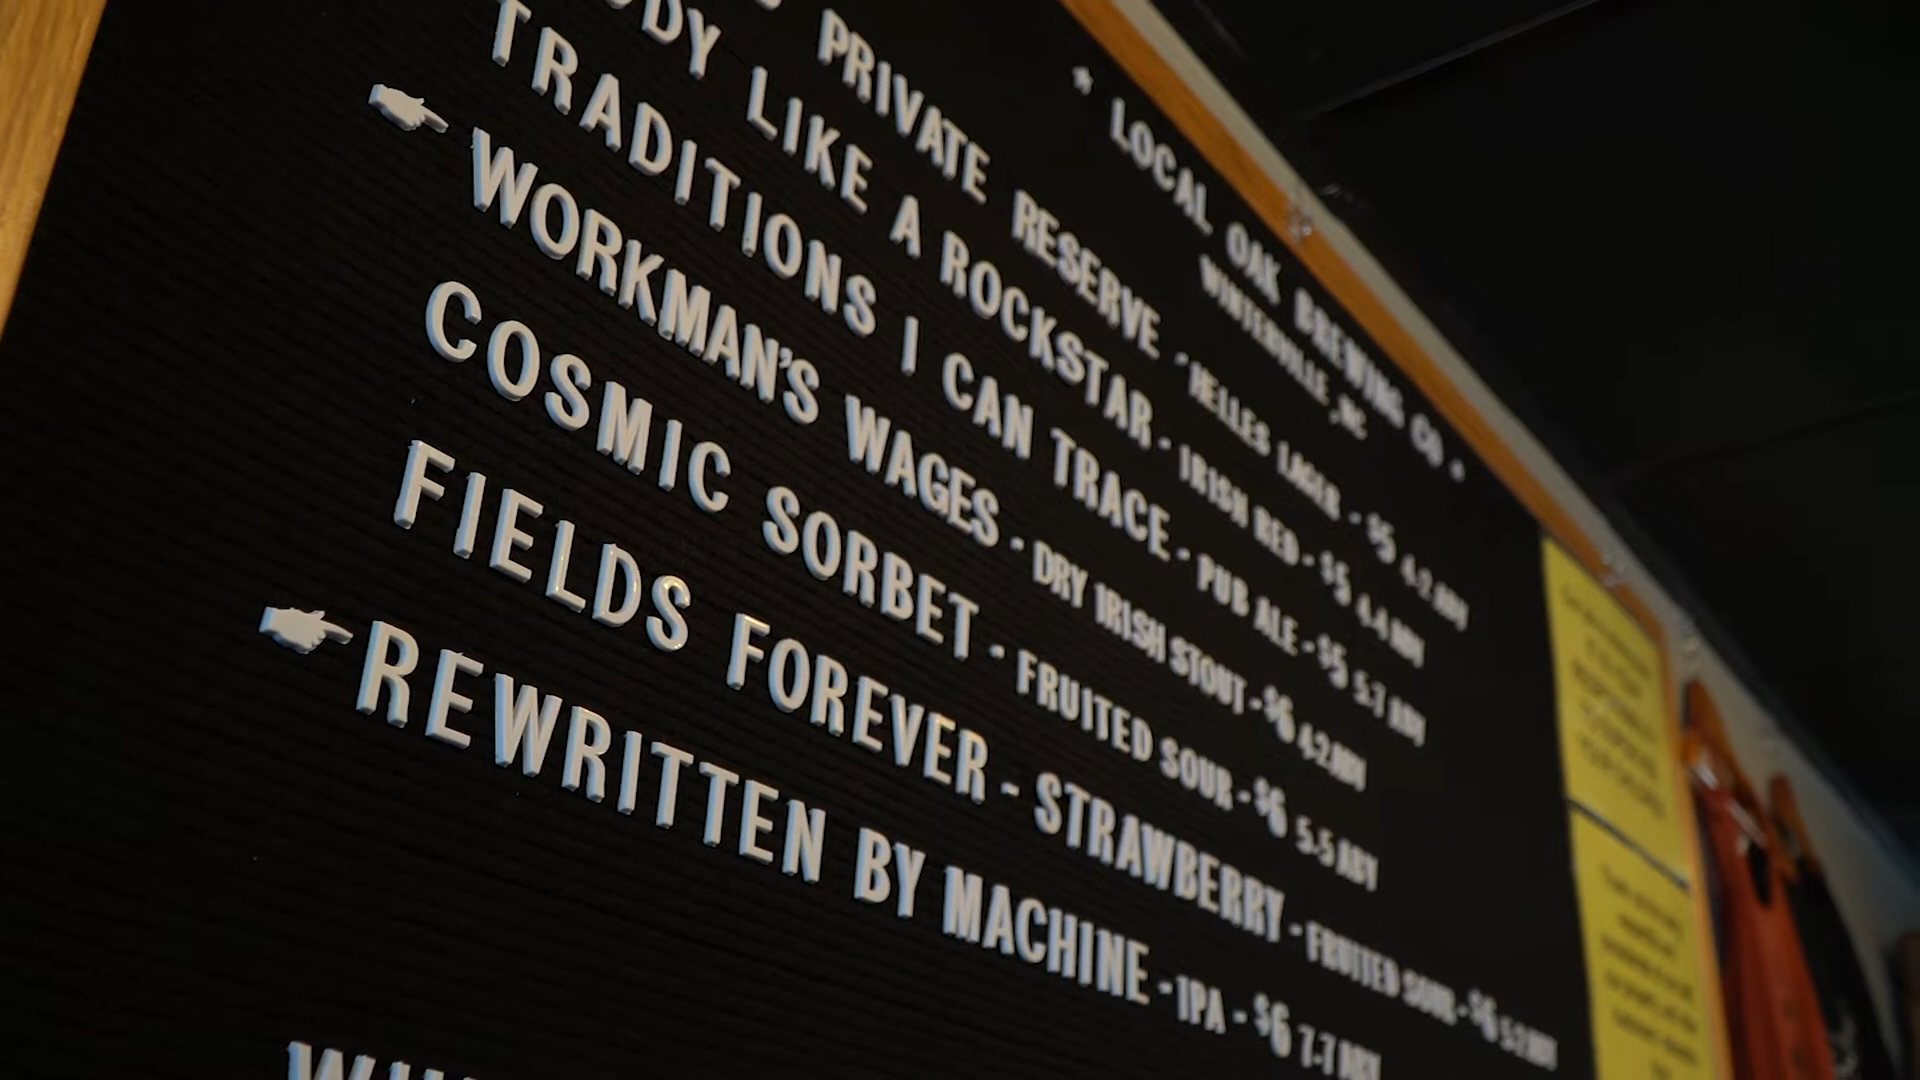 * LOCAL OAK BREWING CO *
WINTERVILLE, NC
PRIVATE RESERVE - HELLES LAGER - $5 4.2 ABV
LIKE A ROCKSTAR - IRISH RED - $5 4.4 ABV
TRADITIONS I CAN TRACE - PUB ALE - $5 5.7 ABV
WORKMAN'S WAGES - DRY IRISH STOUT - $6 4.2 ABV
COSMIC SORBET - FRUITED SOUR - $6 5.5 ABV
FIELDS FOREVER - STRAWBERRY - FRUITED SOUR - $6 5.2 ABV
REWRITTEN BY MACHINE - IPA - $6 7.7 ABV